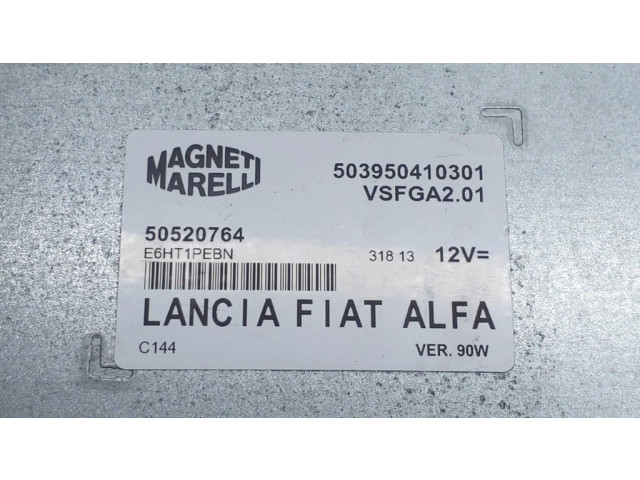 MAGNETI
MARELLI
503950410301
VSFGA2.01
50520764
E6HT1PEBN
318 13 12V=
LANCIA FIAT ALFA
C144 VER. 90W